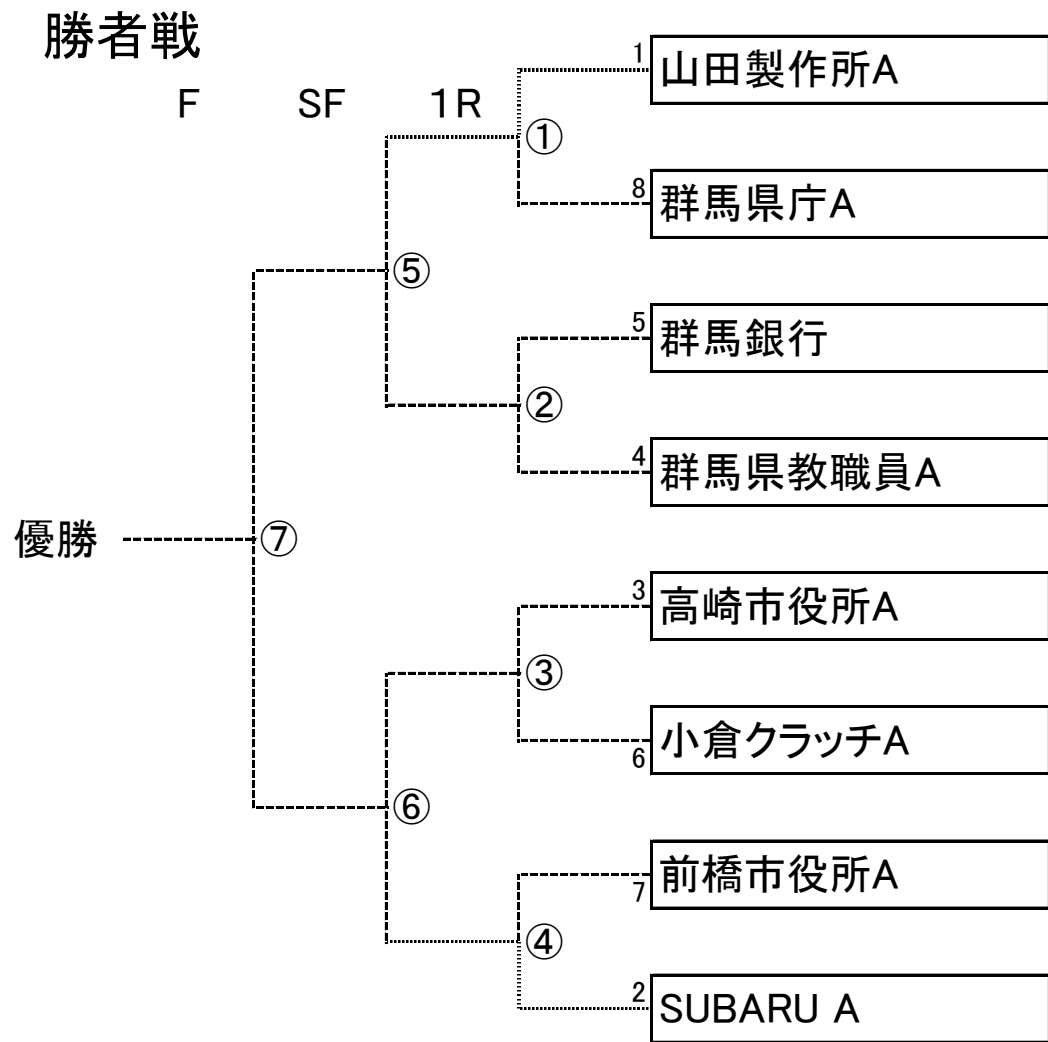 勝者戦
F SF 1R
1 山田製作所A
①
8 群馬県庁A
⑤
5 群馬銀行
②
4 群馬県教職員A
優勝 ⑦
3 高崎市役所A
③
6 小倉クラッチA
⑥
7 前橋市役所A
④
2 SUBARU A